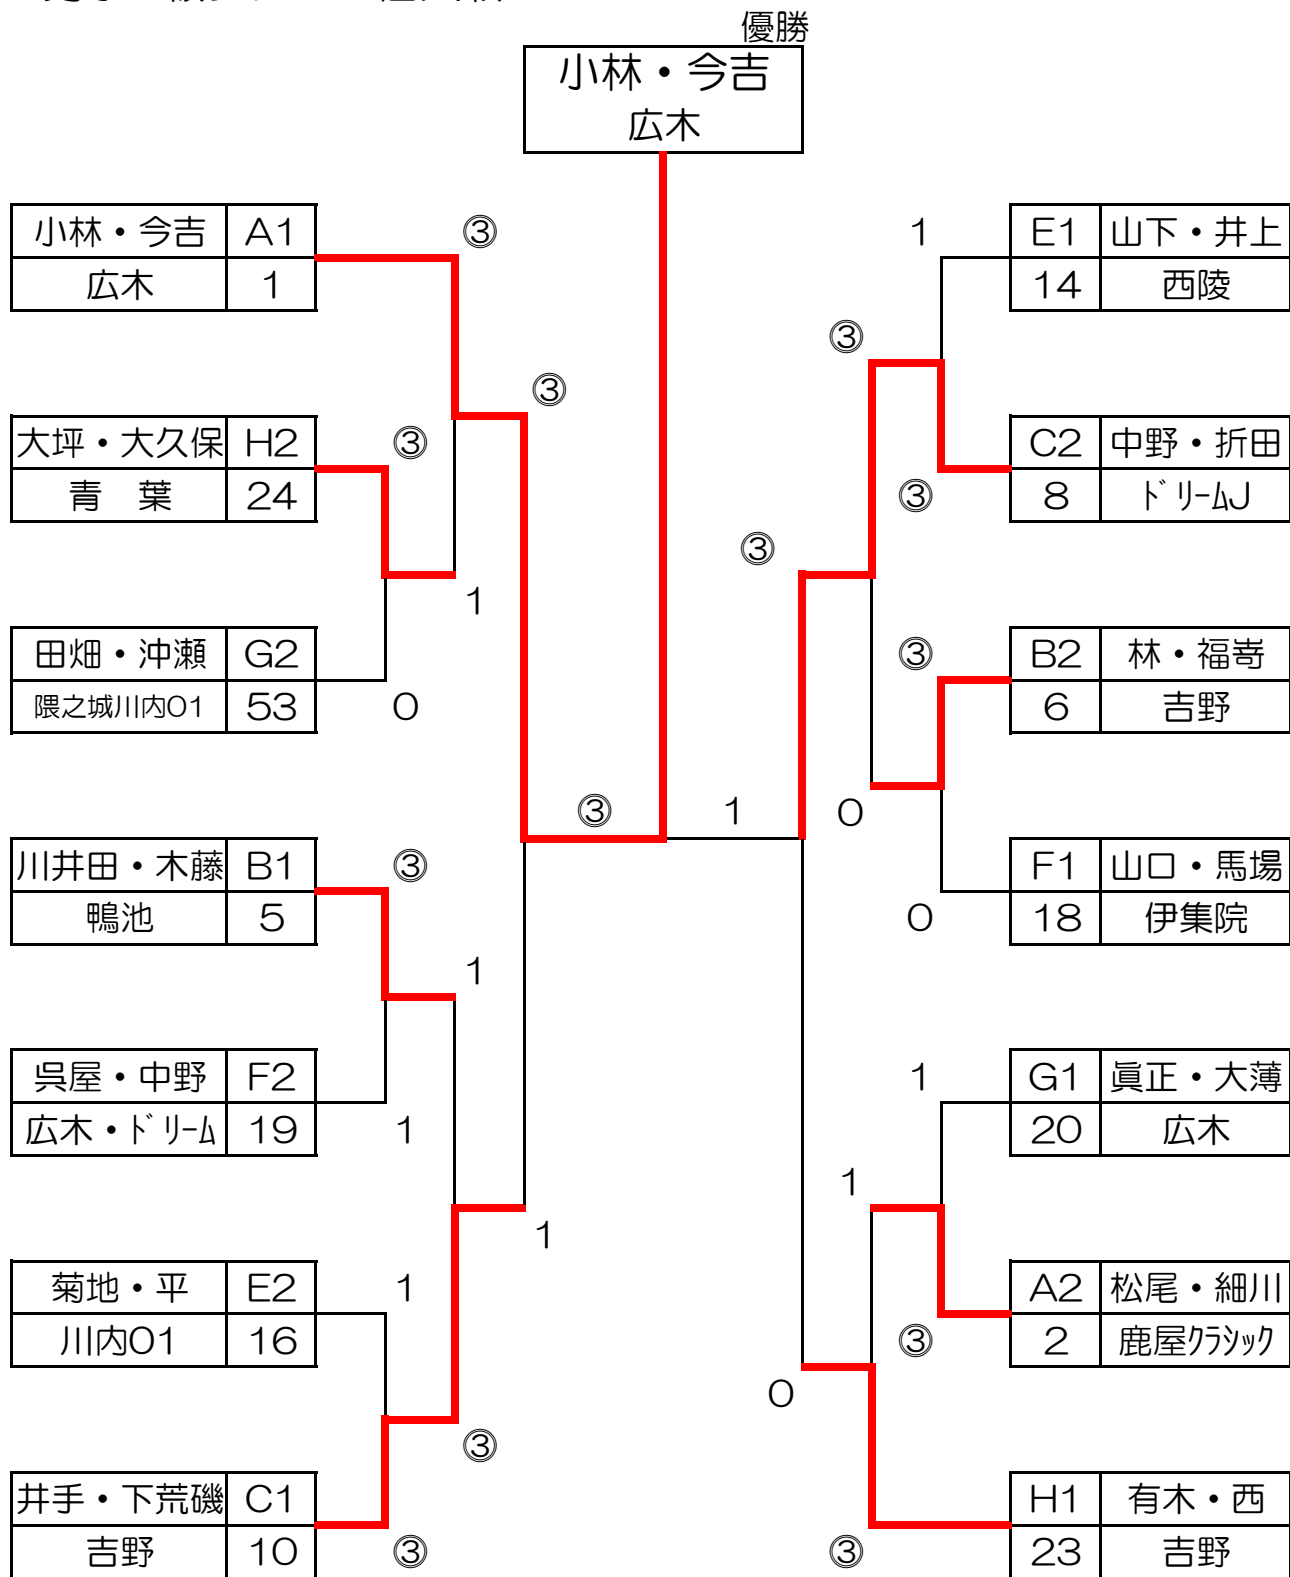 優勝
小林・今吉
広木
小林・今吉 A1 ③ 1 E1 山下・井上
広木 1 14 西陵
③
③
大坪・大久保 H2 ③ C2 中野・折田
青　葉 24 ③ 8 ドリームJ
③
1
田畑・沖瀬 G2 ③ B2 林・福嵜
隈之城川内01 53 0 6 吉野
③ 1 0
川井田・木藤 B1 ③ F1 山口・馬場
鴨池 5 0 18 伊集院
1
呉屋・中野 F2 1 G1 眞正・大薄
広木・ドリーム 19 1 20 広木
1
1
菊地・平 E2 1 A2 松尾・細川
川内01 16 ③ 2 鹿屋クラシック
0
③
井手・下荒磯 C1 H1 有木・西
吉野 10 ③ ③ 23 吉野